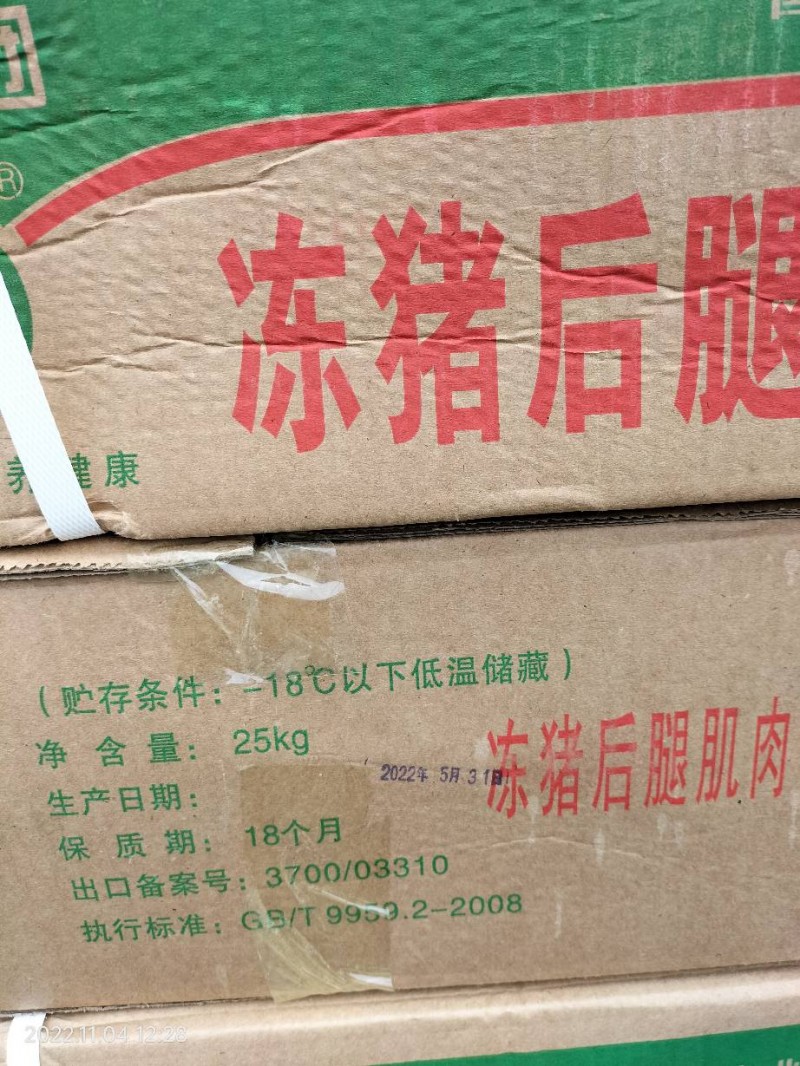 ®
冻猪后腿
养健康
(贮存条件：-18℃以下低温储藏)
净含量：25kg
生产日期：2022年 5月31日
冻猪后腿肌肉
保质期：18个月
出口备案号：3700/03310
执行标准：GB/T 9959.2-2008
2022.11.04 12:23